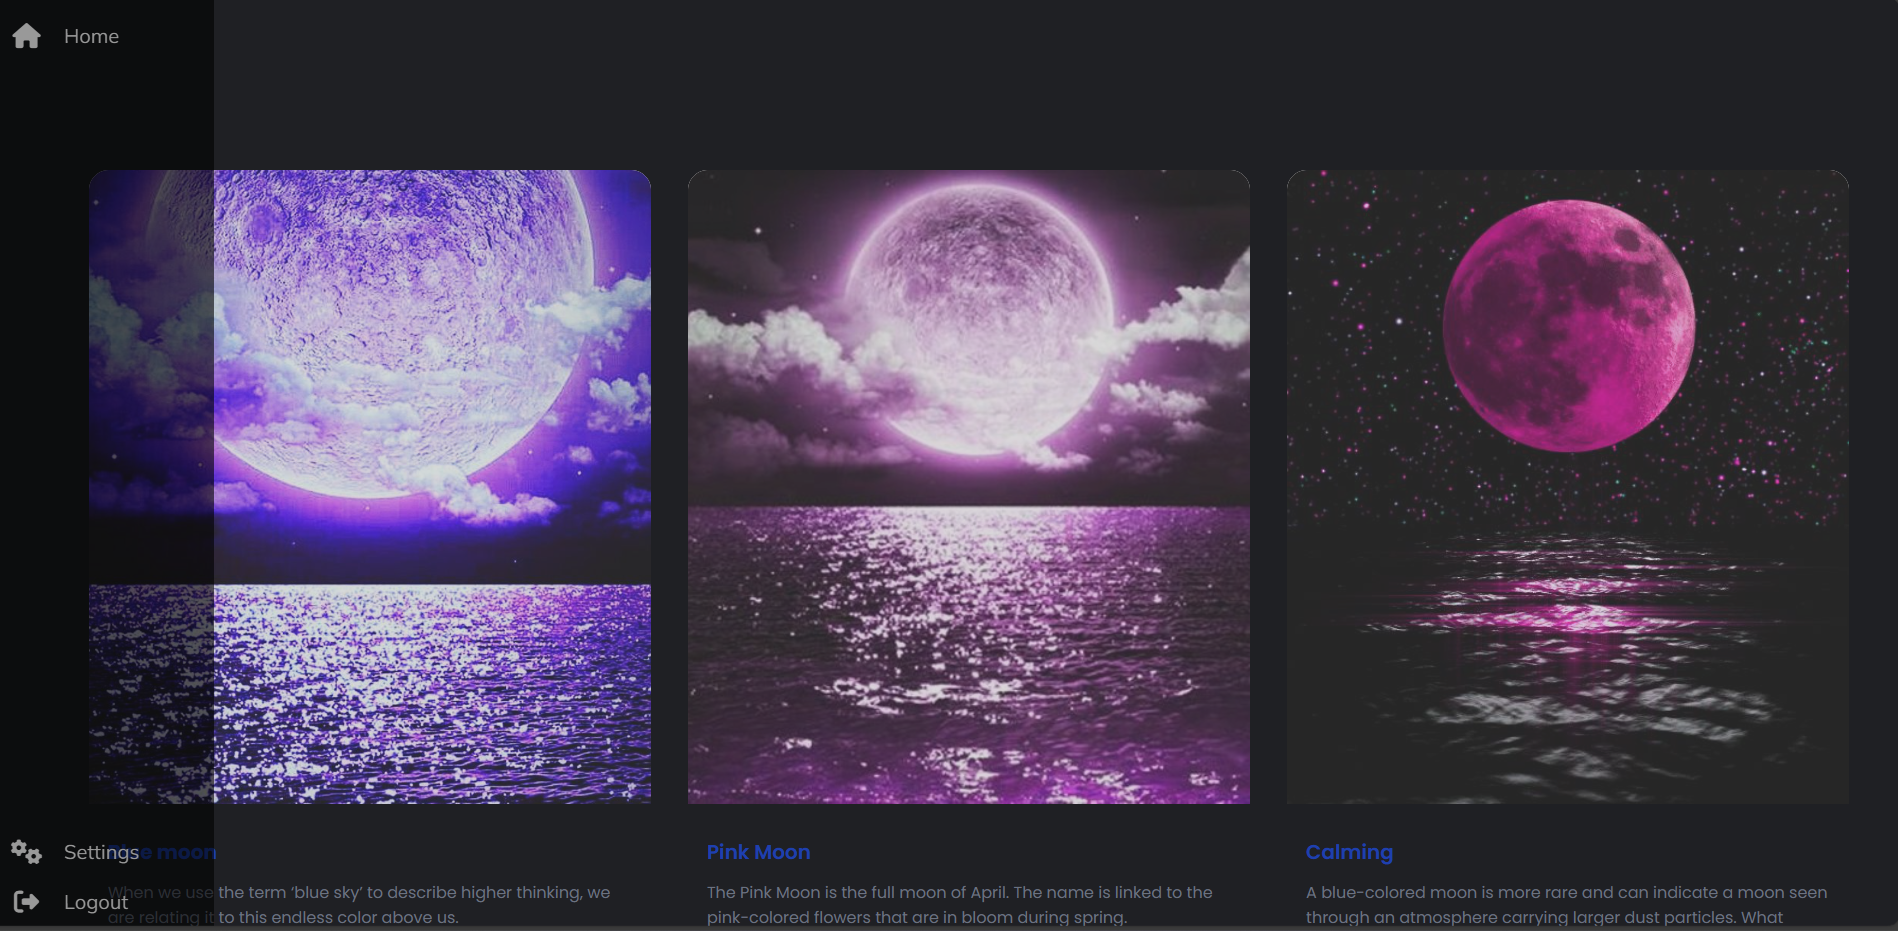 Home
Settings
Blue moon
Pink Moon
Calming
When we use the term ‘blue sky’ to describe higher thinking, we
are relating it to this endless color above us.
The Pink Moon is the full moon of April. The name is linked to the
pink-colored flowers that are in bloom during spring.
A blue-colored moon is more rare and can indicate a moon seen
through an atmosphere carrying larger dust particles. What
Logout